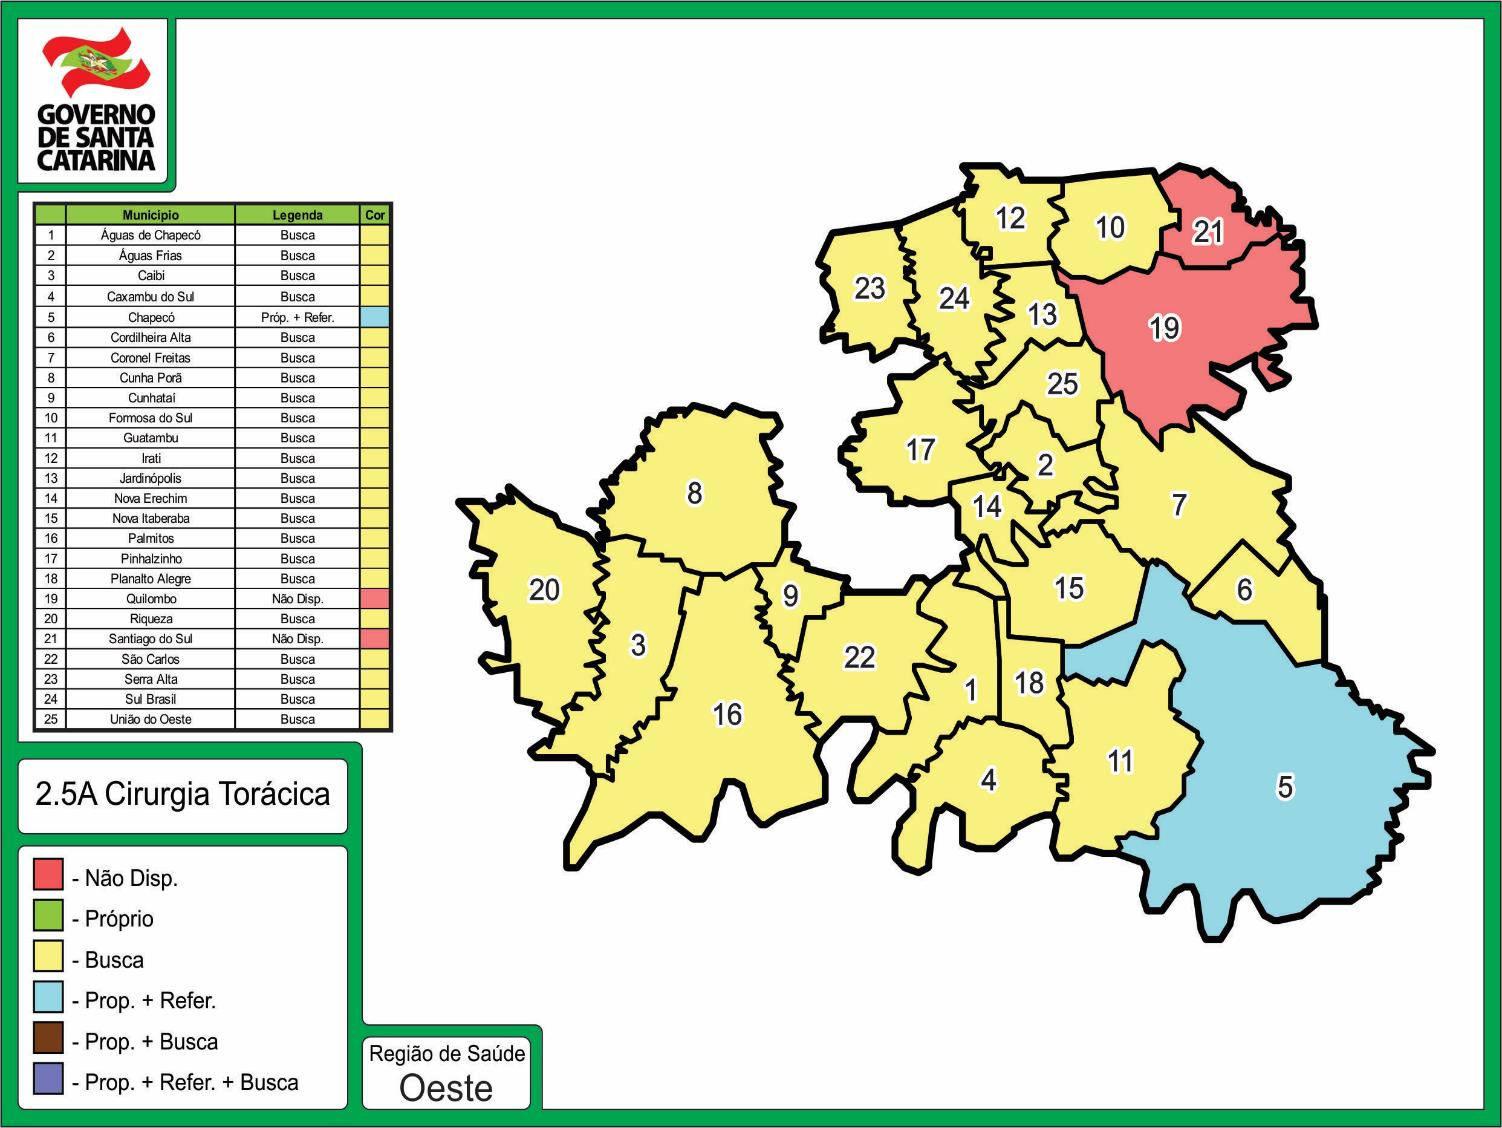 GOVERNO
DE SANTA
CATARINA
Municipio Legenda Cor
1 Águas de Chapecó Busca
2 Águas Frias Busca
3 Caibi Busca
4 Caxambu do Sul Busca
5 Chapecó Próp. + Refer.
6 Cordilheira Alta Busca
7 Coronel Freitas Busca
8 Cunha Porã Busca
9 Cunhataí Busca
10 Formosa do Sul Busca
11 Guatambu Busca
12 Irati Busca
13 Jardinópolis Busca
14 Nova Erechim Busca
15 Nova Itaberaba Busca
16 Palmitos Busca
17 Pinhalzinho Busca
18 Planalto Alegre Busca
19 Quilombo Não Disp.
20 Riqueza Busca
21 Santiago do Sul Não Disp.
22 São Carlos Busca
23 Serra Alta Busca
24 Sul Brasil Busca
25 União do Oeste Busca
2.5A Cirurgia Torácica
- Não Disp.
- Próprio
- Busca
- Prop. + Refer.
- Prop. + Busca
- Prop. + Refer. + Busca
Região de Saúde
Oeste
12
10
21
23
24
13
19
25
17
2
8
14
7
20
9
15
6
3
22
1
18
16
4
11
5